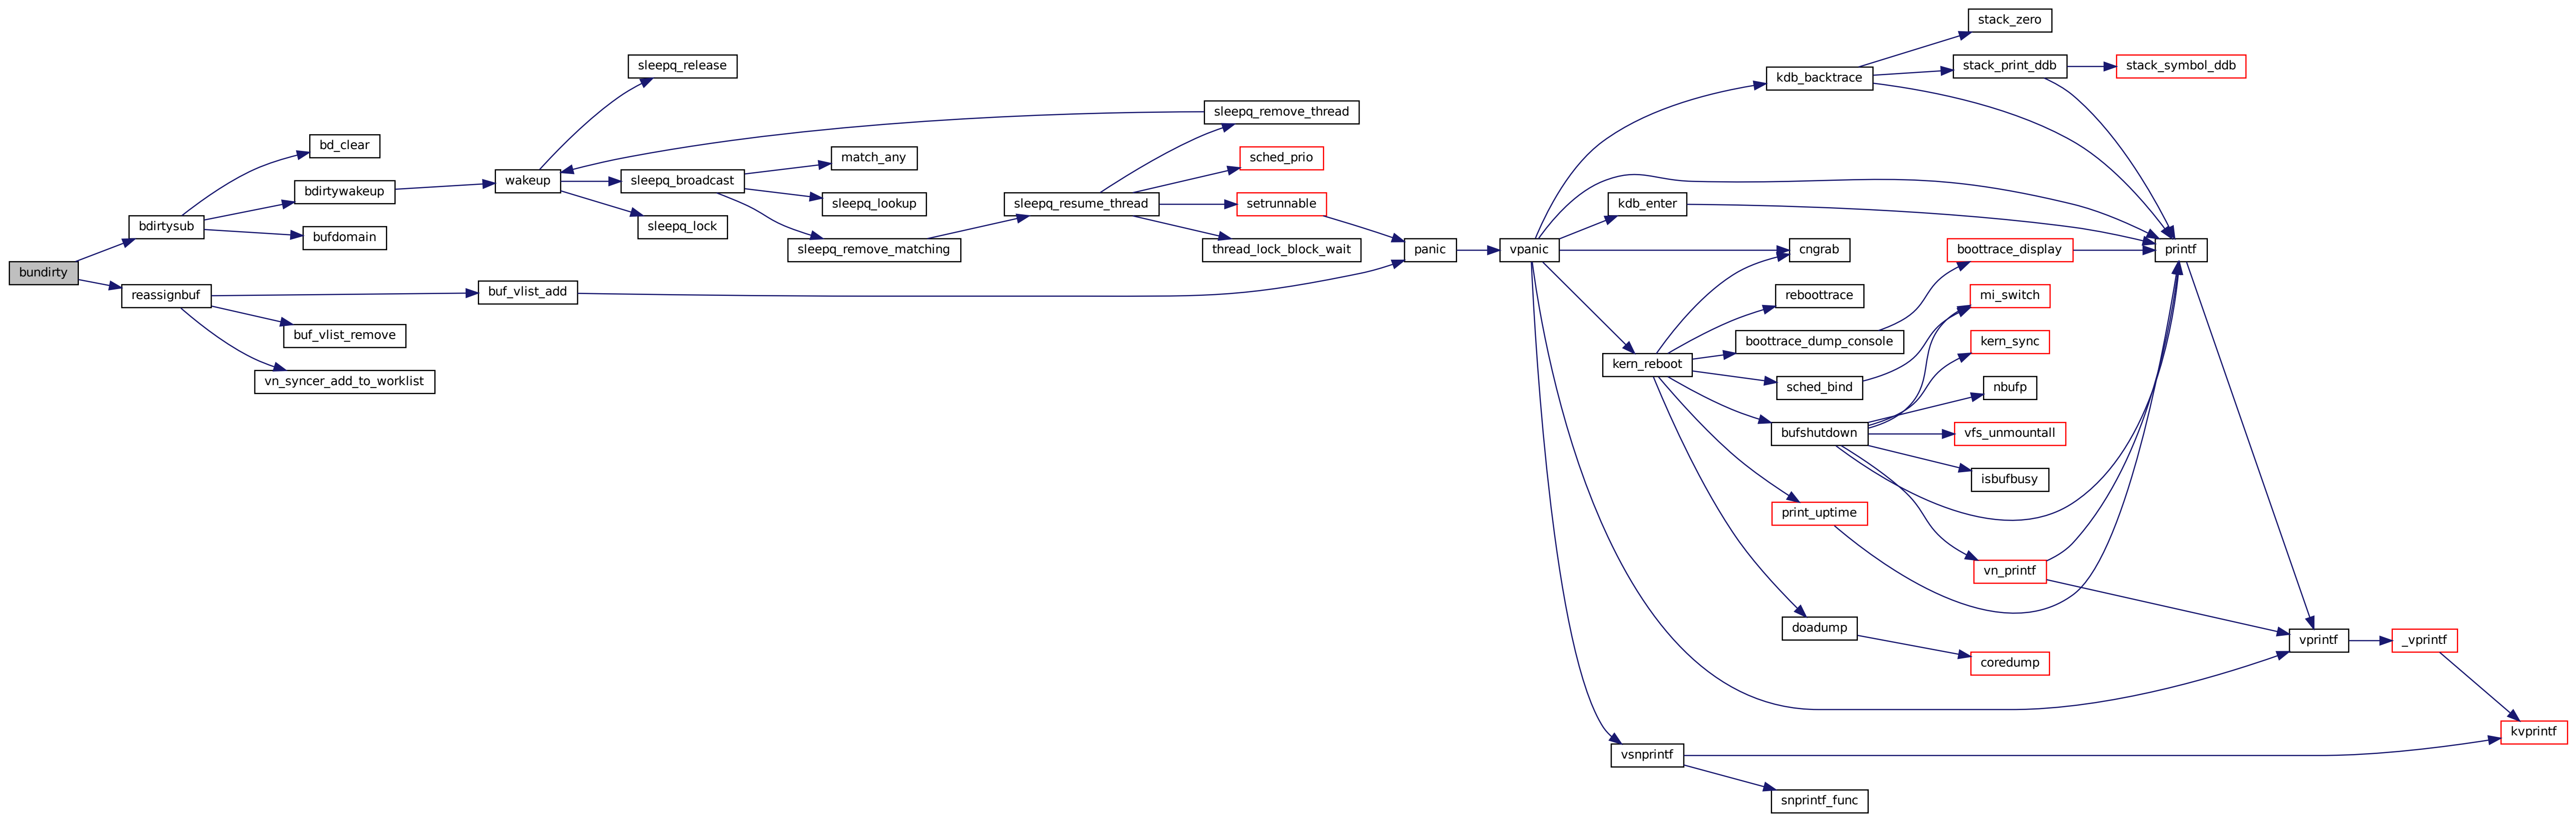 bundirty
bdirtysub
reassignbuf
bd_clear
bdirtywakeup
bufdomain
buf_vlist_remove
vn_syncer_add_to_worklist
buf_vlist_add
wakeup
sleepq_release
sleepq_broadcast
sleepq_lock
match_any
sleepq_lookup
sleepq_remove_matching
sleepq_resume_thread
sleepq_remove_thread
sched_prio
setrunnable
thread_lock_block_wait
panic
vpanic
kdb_backtrace
kdb_enter
cngrab
kern_reboot
reboottrace
boottrace_dump_console
sched_bind
bufshutdown
print_uptime
doadump
vsnprintf
snprintf_func
stack_zero
stack_print_ddb
stack_symbol_ddb
boottrace_display
mi_switch
kern_sync
nbufp
vfs_unmountall
isbufbusy
vn_printf
coredump
printf
vprintf
_vprintf
kvprintf